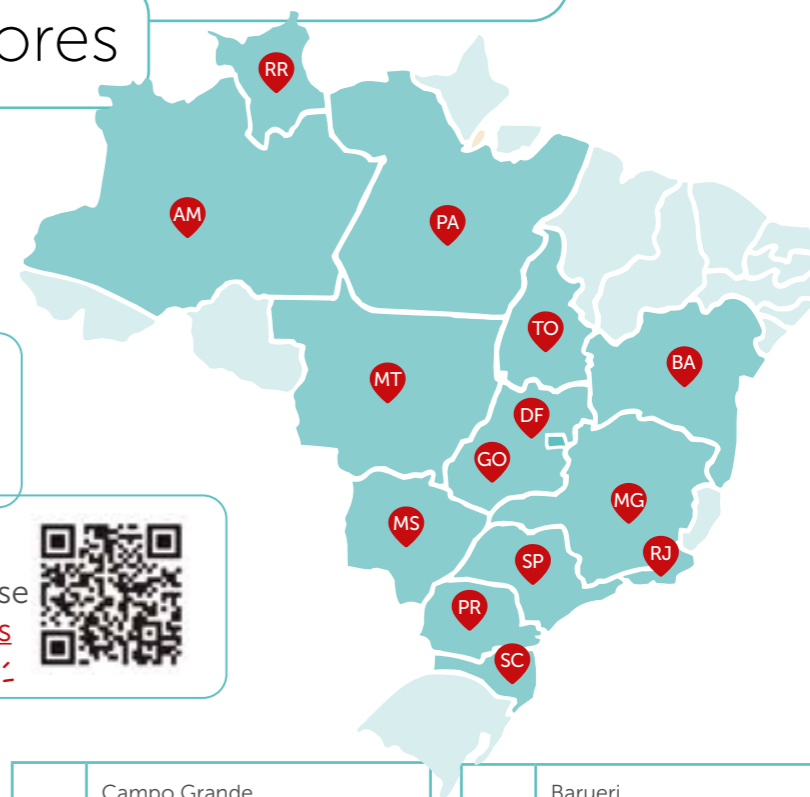 ores
RR
AM
PA
TO
BA
MT
DF
GO
MG
MS
RJ
SP
se
PR
s
SC
Campo Grande
Barueri